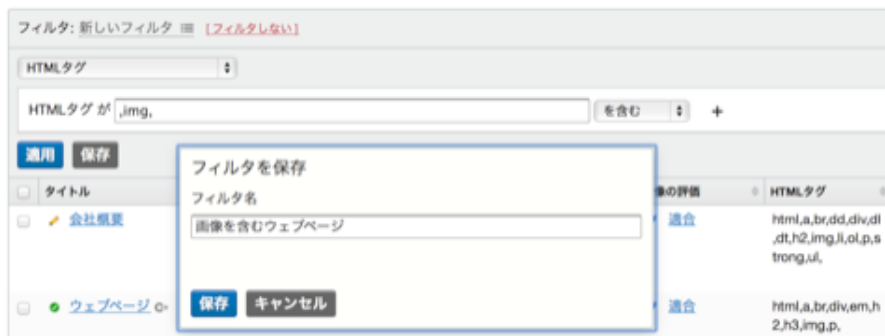 フィルタ: 新しいフィルタ [フィルタしない]
HTMLタグ
HTMLタグ が ,img, を含む +
適用 保存
フィルタを保存
フィルタ名
画像を含むウェブページ
保存 キャンセル
タイトル の評価 HTMLタグ
会社概要 適合 html,a,br,dd,div,dl
,dt,h2,img,li,ol,p,s
trong,ul,
ウェブページ 適合 html,a,br,div,em,h
2,h3,img,p,